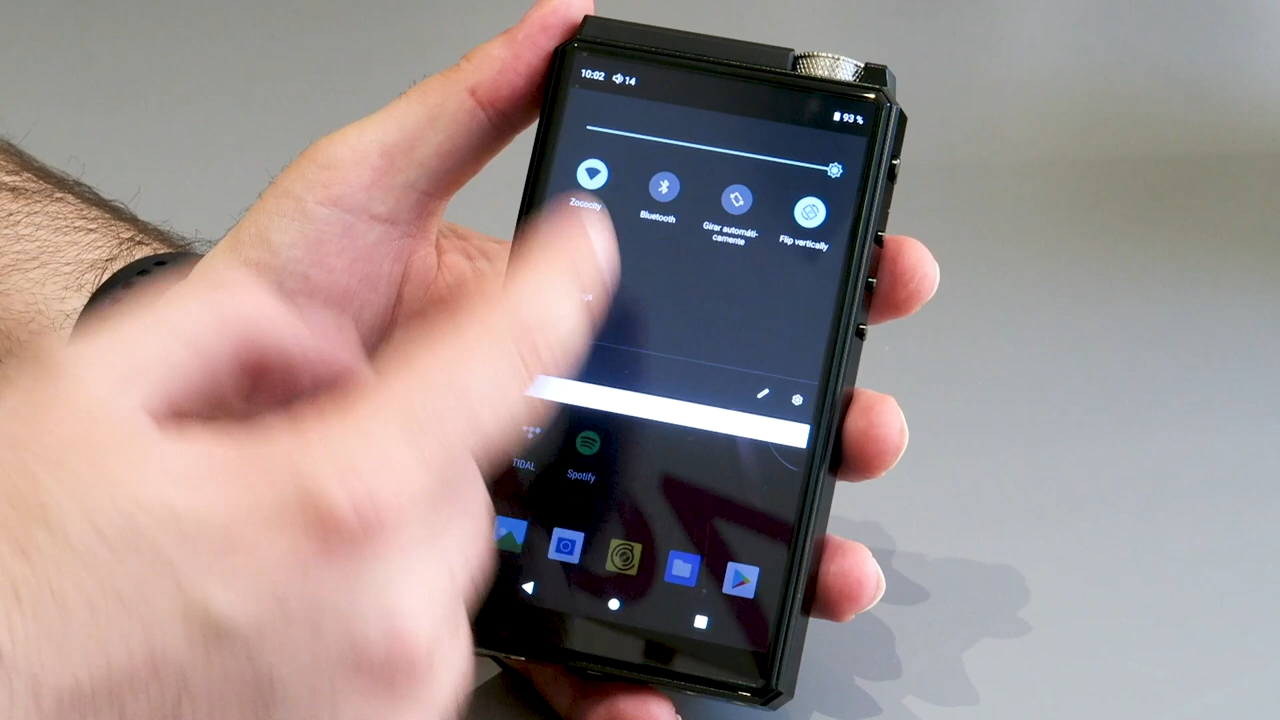 10:02 14
93 %
Zococity
Bluetooth
Girar automáti-
camente
Flip vertically
TIDAL
Spotify